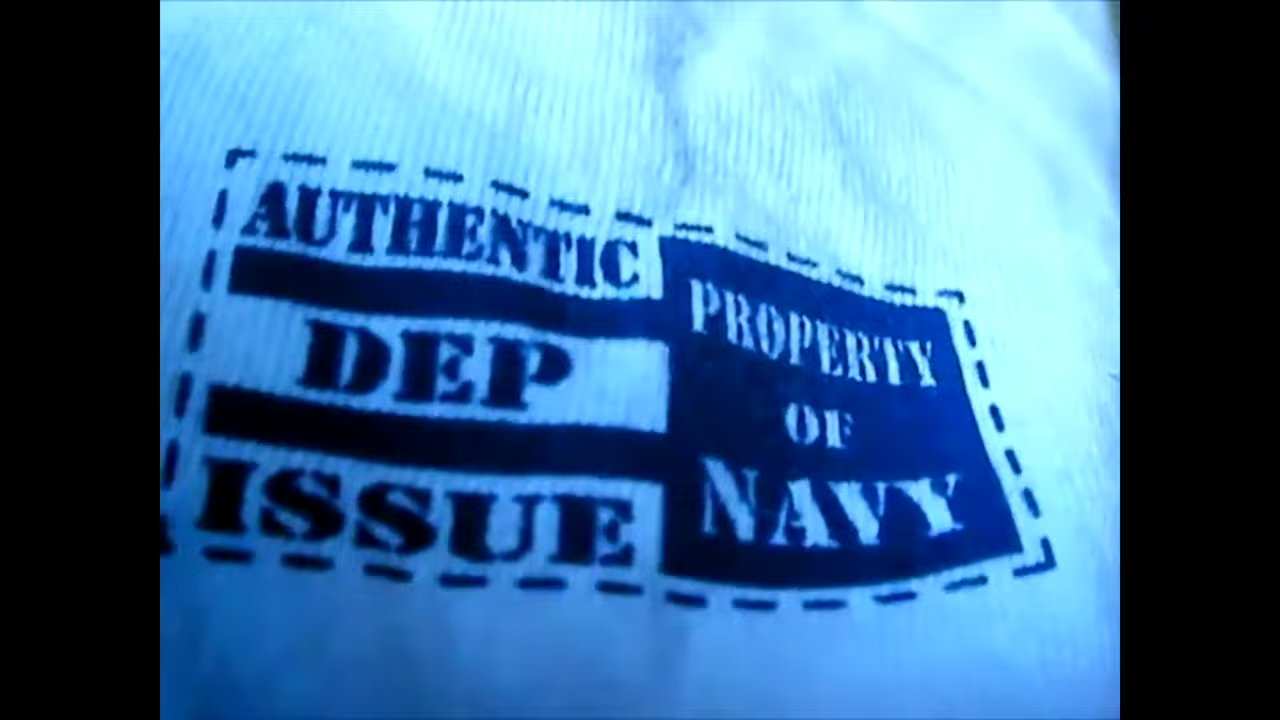 AUTHENTIC
DEP
ISSUE
PROPERTY
OF
NAVY